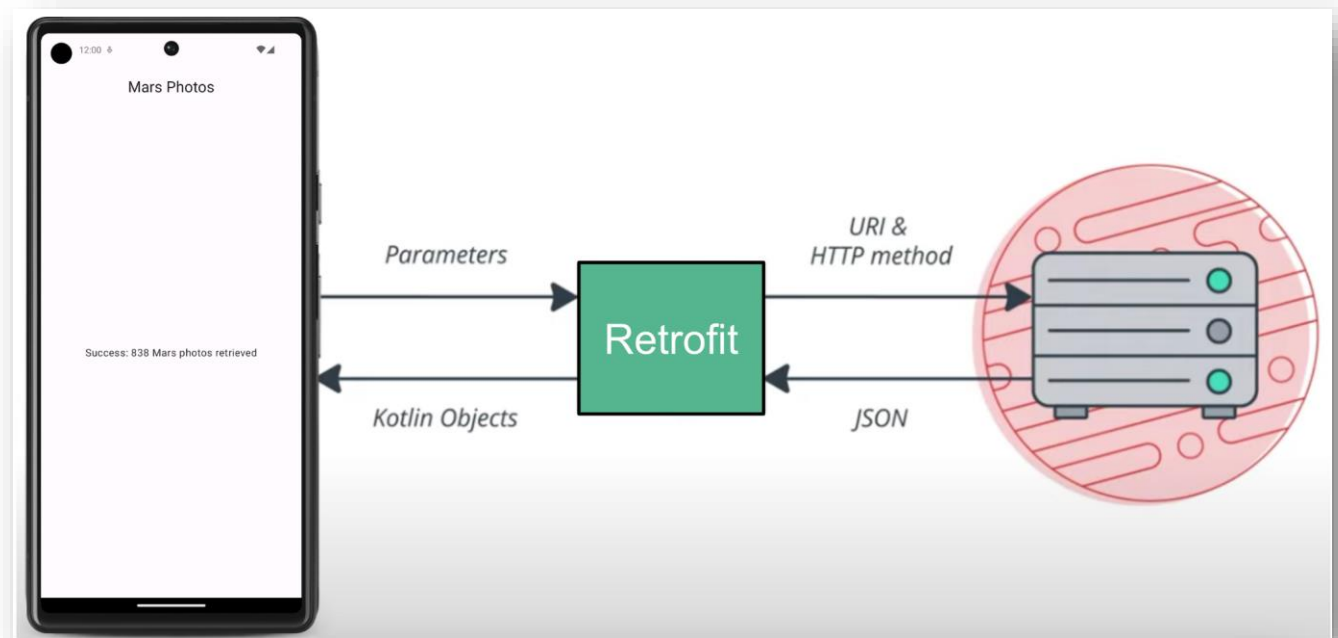 12:00
Mars Photos
Success: 838 Mars photos retrieved
Parameters
Kotlin Objects
Retrofit
URI &
HTTP method
JSON